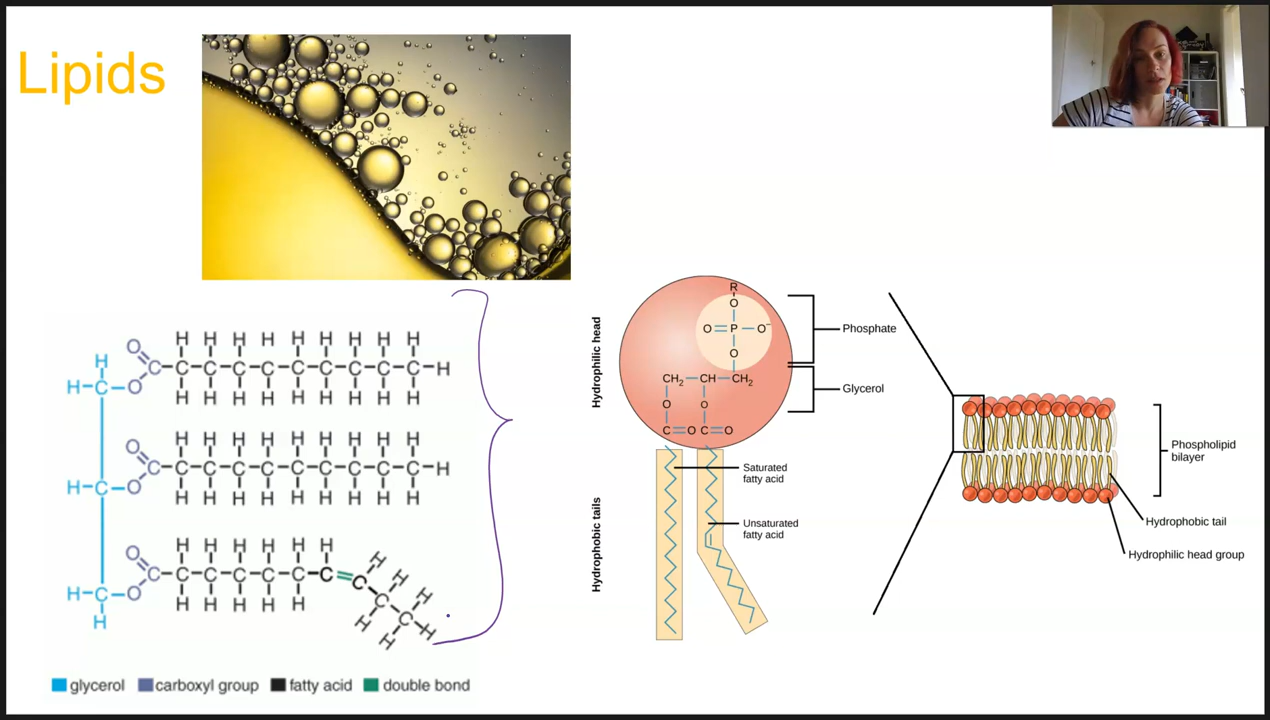 Lipids
H H H H H H H H H
O
H
C C C C C C C C C C H
H C O
H H H H H H H H H
H H H H H H H H H
O
C C C C C C C C C C H
H C O
H H H H H H H H H
H H H H H H
O
C C C C C C C C H
H C O
H H H H H
C H
H
C H
H
H
H
glycerol
carboxyl group
fatty acid
double bond
Hydrophilic head
Hydrophobic tails
R
O
O = P — O⁻
O
CH₂ — CH — CH₂
O O
C = O C = O
Phosphate
Glycerol
Saturated
fatty acid
Unsaturated
fatty acid
Phospholipid
bilayer
Hydrophobic tail
Hydrophilic head group